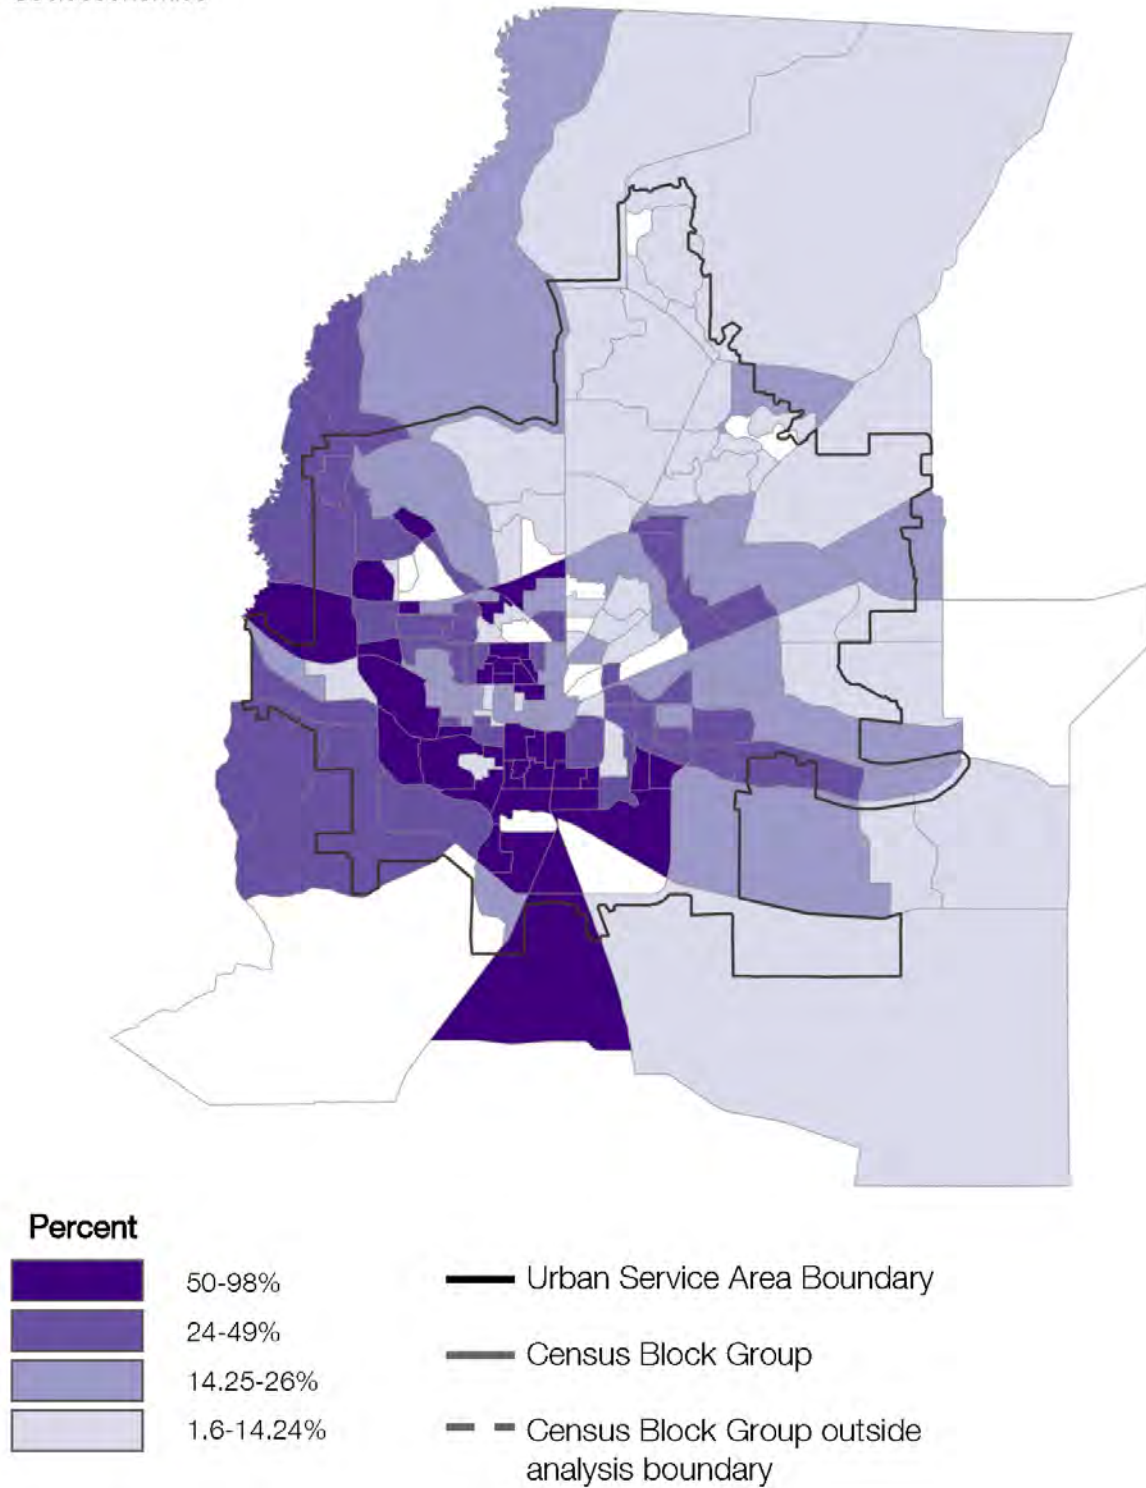 Percent
50-98%
24-49%
14.25-26%
1.6-14.24%
Urban Service Area Boundary
Census Block Group
Census Block Group outside
analysis boundary